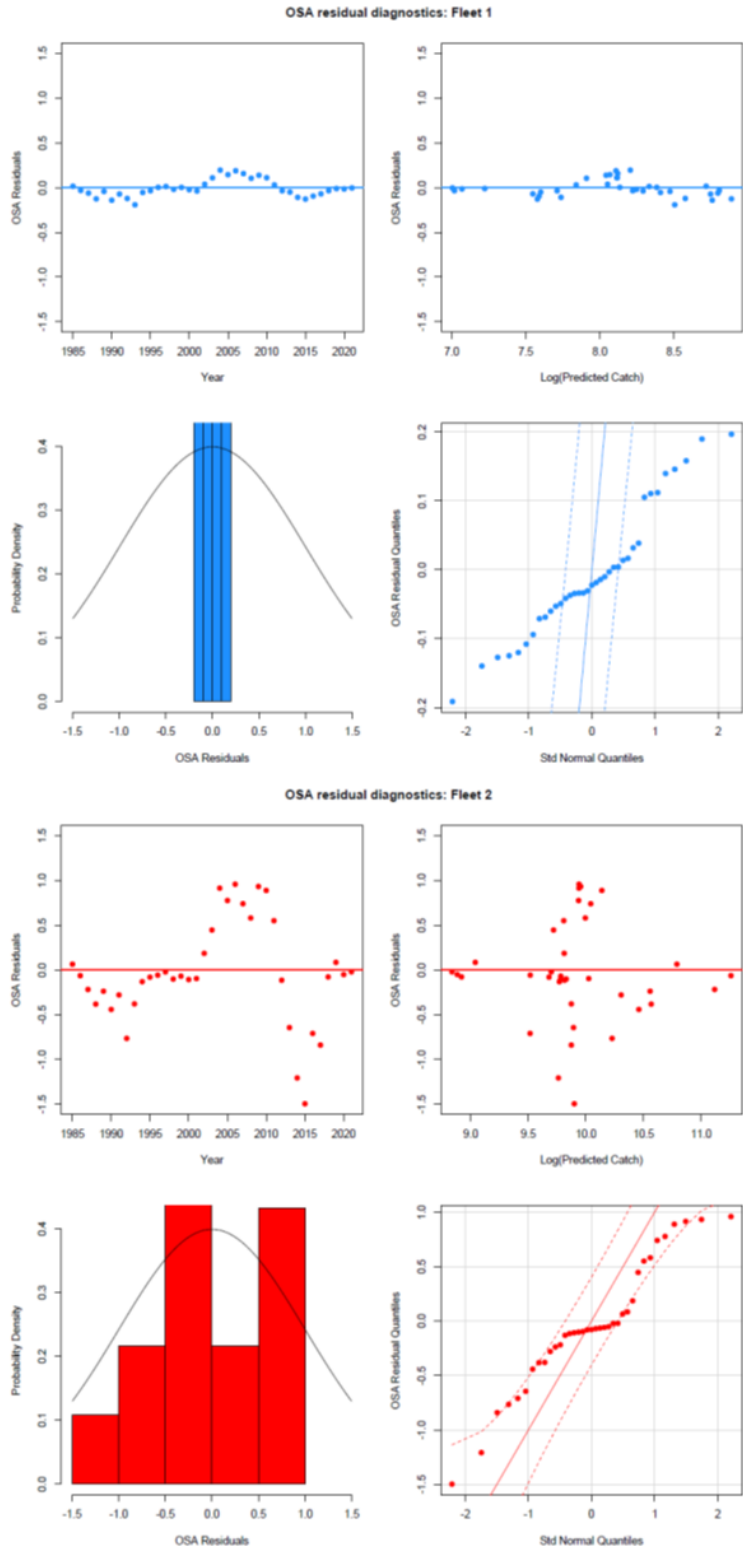 OSA residual diagnostics: Fleet 1
OSA Residuals
-1.5 -1.0 -0.5 0.0 0.5 1.0 1.5
1985 1990 1995 2000 2005 2010 2015 2020
Year
OSA Residuals
-1.5 -1.0 -0.5 0.0 0.5 1.0 1.5
7.0 7.5 8.0 8.5
Log(Predicted Catch)
Probability Density
0.0 0.1 0.2 0.3 0.4
-1.5 -1.0 -0.5 0.0 0.5 1.0 1.5
OSA Residuals
OSA Residual Quantiles
-0.2 -0.1 0.0 0.1 0.2
-2 -1 0 1 2
Std Normal Quantiles
OSA residual diagnostics: Fleet 2
OSA Residuals
-1.5 -1.0 -0.5 0.0 0.5 1.0 1.5
1985 1990 1995 2000 2005 2010 2015 2020
Year
OSA Residuals
-1.5 -1.0 -0.5 0.0 0.5 1.0 1.5
9.0 9.5 10.0 10.5 11.0
Log(Predicted Catch)
Probability Density
0.0 0.1 0.2 0.3 0.4
-1.5 -1.0 -0.5 0.0 0.5 1.0 1.5
OSA Residuals
OSA Residual Quantiles
-1.5 -1.0 -0.5 0.0 0.5 1.0
-2 -1 0 1 2
Std Normal Quantiles